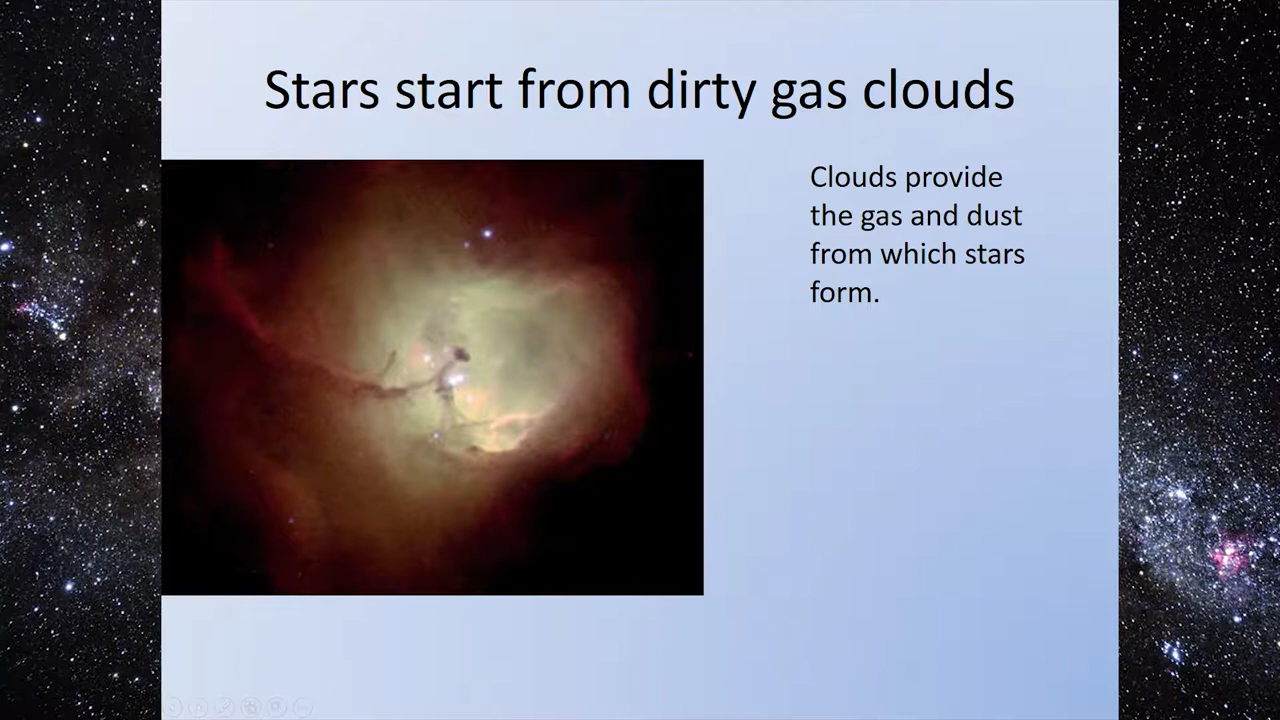 Stars start from dirty gas clouds
Clouds provide
the gas and dust
from which stars
form.